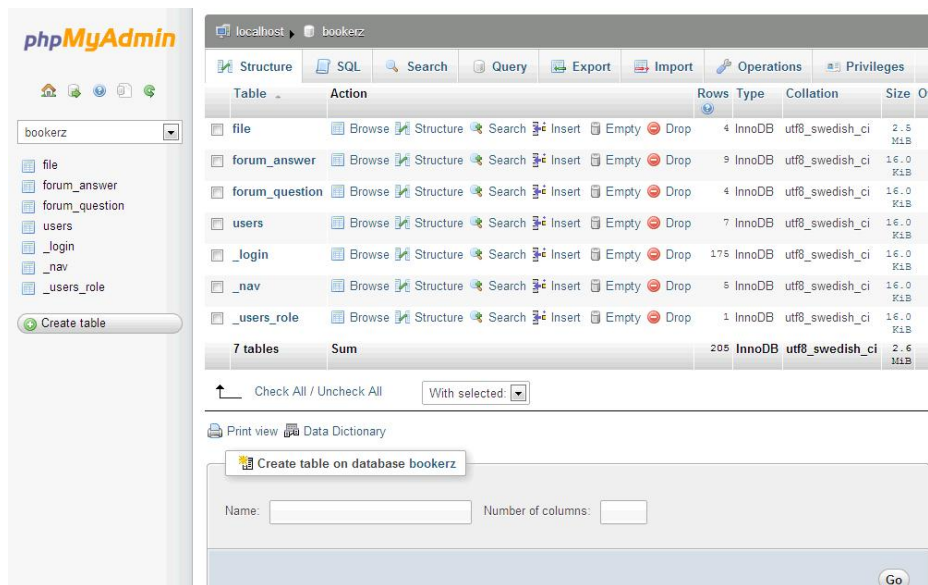 phpMyAdmin
bookerz
file
forum_answer
forum_question
users
_login
_nav
_users_role
Create table
localhost bookerz
Structure SQL Search Query Export Import Operations Privileges
Table Action Rows Type Collation Size O
file Browse Structure Search Insert Empty Drop 4 InnoDB utf8_swedish_ci 2.5 MiB
forum_answer Browse Structure Search Insert Empty Drop 9 InnoDB utf8_swedish_ci 16.0 KiB
forum_question Browse Structure Search Insert Empty Drop 4 InnoDB utf8_swedish_ci 16.0 KiB
users Browse Structure Search Insert Empty Drop 7 InnoDB utf8_swedish_ci 16.0 KiB
_login Browse Structure Search Insert Empty Drop 175 InnoDB utf8_swedish_ci 16.0 KiB
_nav Browse Structure Search Insert Empty Drop 5 InnoDB utf8_swedish_ci 16.0 KiB
_users_role Browse Structure Search Insert Empty Drop 1 InnoDB utf8_swedish_ci 16.0 KiB
7 tables Sum 205 InnoDB utf8_swedish_ci 2.6 MiB
Check All / Uncheck All With selected:
Print view Data Dictionary
Create table on database bookerz
Name: Number of columns:
Go